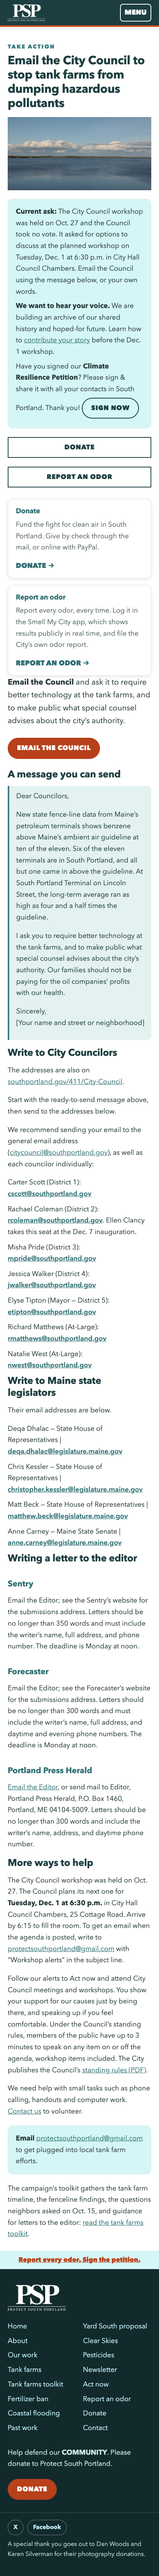 PSP
PROTECT SOUTH PORTLAND
MENU
TAKE ACTION
Email the City Council to
stop tank farms from
dumping hazardous
pollutants
Current ask: The City Council workshop
was held on Oct. 27 and the Council
took no vote. It asked for options to
discuss at the planned workshop on
Tuesday, Dec. 1 at 6:30 p.m. in City Hall
Council Chambers. Email the Council
using the message below, or your own
words.
We want to hear your voice. We are
building an archive of our shared
history and hoped-for future. Learn how
to contribute your story before the Dec.
1 workshop.
Have you signed our Climate
Resilience Petition? Please sign &
share it with all your contacts in South
Portland. Thank you! SIGN NOW
DONATE
REPORT AN ODOR
Donate
Fund the fight for clean air in South
Portland. Give by check through the
mail, or online with PayPal.
DONATE →
Report an odor
Report every odor, every time. Log it in
the Smell My City app, which shows
results publicly in real time, and file the
City's own odor report.
REPORT AN ODOR →
Email the Council and ask it to require
better technology at the tank farms, and
to make public what special counsel
advises about the city's authority.
EMAIL THE COUNCIL
A message you can send
Dear Councilors,
New state fence-line data from Maine's
petroleum terminals shows benzene
above Maine's ambient air guideline at
ten of the eleven. Six of the eleven
terminals are in South Portland, and all
but one came in above the guideline. At
South Portland Terminal on Lincoln
Street, the long-term average ran as
high as four and a half times the
guideline.
I ask you to require better technology at
the tank farms, and to make public what
special counsel advises about the city's
authority. Our families should not be
paying for the oil companies' profits
with our health.
Sincerely,
[Your name and street or neighborhood]
Write to City Councilors
The addresses are also on
southportland.gov/411/City-Council.
Start with the ready-to-send message above,
then send to the addresses below.
We recommend sending your email to the
general email address
(citycouncil@southportland.gov), as well as
each councilor individually:
Carter Scott (District 1):
cscott@southportland.gov
Rachael Coleman (District 2):
rcoleman@southportland.gov. Ellen Clancy
takes this seat at the Dec. 7 inauguration.
Misha Pride (District 3):
mpride@southportland.gov
Jessica Walker (District 4):
jwalker@southportland.gov
Elyse Tipton (Mayor — District 5):
etipton@southportland.gov
Richard Matthews (At-Large):
rmatthews@southportland.gov
Natalie West (At-Large):
nwest@southportland.gov
Write to Maine state
legislators
Their email addresses are below.
Deqa Dhalac — State House of
Representatives |
deqa.dhalac@legislature.maine.gov
Chris Kessler — State House of
Representatives |
christopher.kessler@legislature.maine.gov
Matt Beck — State House of Representatives |
matthew.beck@legislature.maine.gov
Anne Carney — Maine State Senate |
anne.carney@legislature.maine.gov
Writing a letter to the editor
Sentry
Email the Editor; see the Sentry's website for
the submissions address. Letters should be
no longer than 350 words and must include
the writer's name, full address, and phone
number. The deadline is Monday at noon.
Forecaster
Email the Editor; see the Forecaster's website
for the submissions address. Letters should
be no longer than 300 words and must
include the writer's name, full address, and
daytime and evening phone numbers. The
deadline is Monday at noon.
Portland Press Herald
Email the Editor, or send mail to Editor,
Portland Press Herald, P.O. Box 1460,
Portland, ME 04104-5009. Letters should be
no longer than 300 words and include the
writer's name, address, and daytime phone
number.
More ways to help
The City Council workshop was held on Oct.
27. The Council plans its next one for
Tuesday, Dec. 1 at 6:30 p.m. in City Hall
Council Chambers, 25 Cottage Road. Arrive
by 6:15 to fill the room. To get an email when
the agenda is posted, write to
protectsouthportland@gmail.com with
"Workshop alerts" in the subject line.
Follow our alerts to Act now and attend City
Council meetings and workshops. You show
your support for clean air issues just by being
there, and speaking up if you feel
comfortable. Under the Council's standing
rules, members of the public have up to 3
minutes to speak on any item on or off the
agenda, workshop items included. The City
publishes the Council's standing rules (PDF).
We need help with small tasks such as phone
calling, handouts and computer work.
Contact us to volunteer.
Email protectsouthportland@gmail.com
to get plugged into local tank farm
efforts.
The campaign's toolkit gathers the tank farm
timeline, the fenceline findings, the questions
neighbors asked on Oct. 15, and guidance
for letters to the editor: read the tank farms
toolkit.
Report every odor. Sign the petition.
PSP
PROTECT SOUTH PORTLAND
Home
Yard South proposal
About
Clear Skies
Our work
Pesticides
Tank farms
Newsletter
Tank farms toolkit
Act now
Fertilizer ban
Report an odor
Coastal flooding
Donate
Past work
Contact
Help defend our COMMUNITY. Please
donate to Protect South Portland.
DONATE
X
Facebook
A special thank you goes out to Dan Woods and
Karen Silverman for their photography donations.